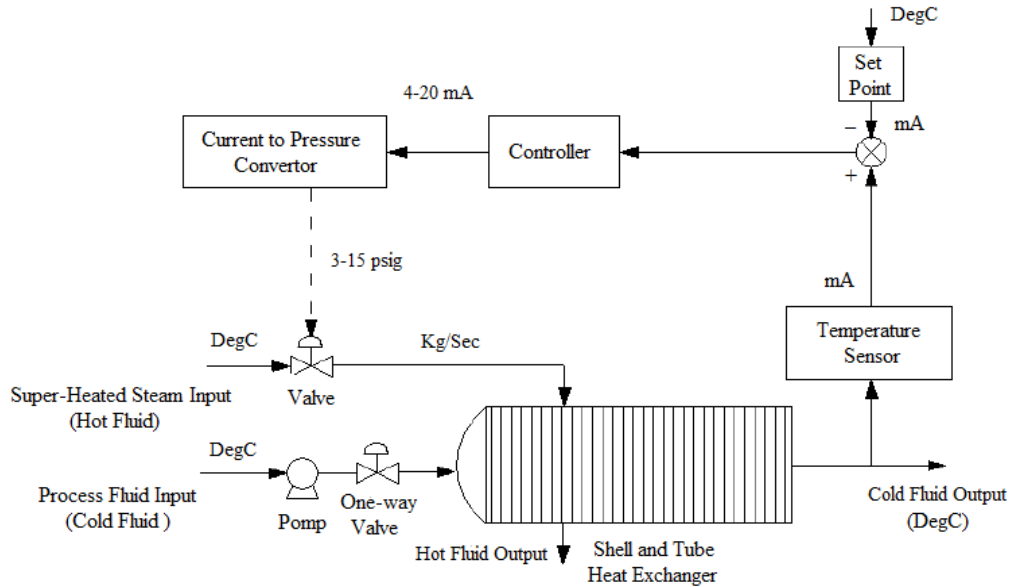 DegC
Set
Point
4-20 mA
−
mA
Current to Pressure
Convertor
Controller
+
3-15 psig
mA
DegC
Kg/Sec
Temperature
Sensor
Super-Heated Steam Input
(Hot Fluid)
Valve
DegC
Process Fluid Input
(Cold Fluid )
Pomp
One-way
Valve
Cold Fluid Output
(DegC)
Hot Fluid Output
Shell and Tube
Heat Exchanger